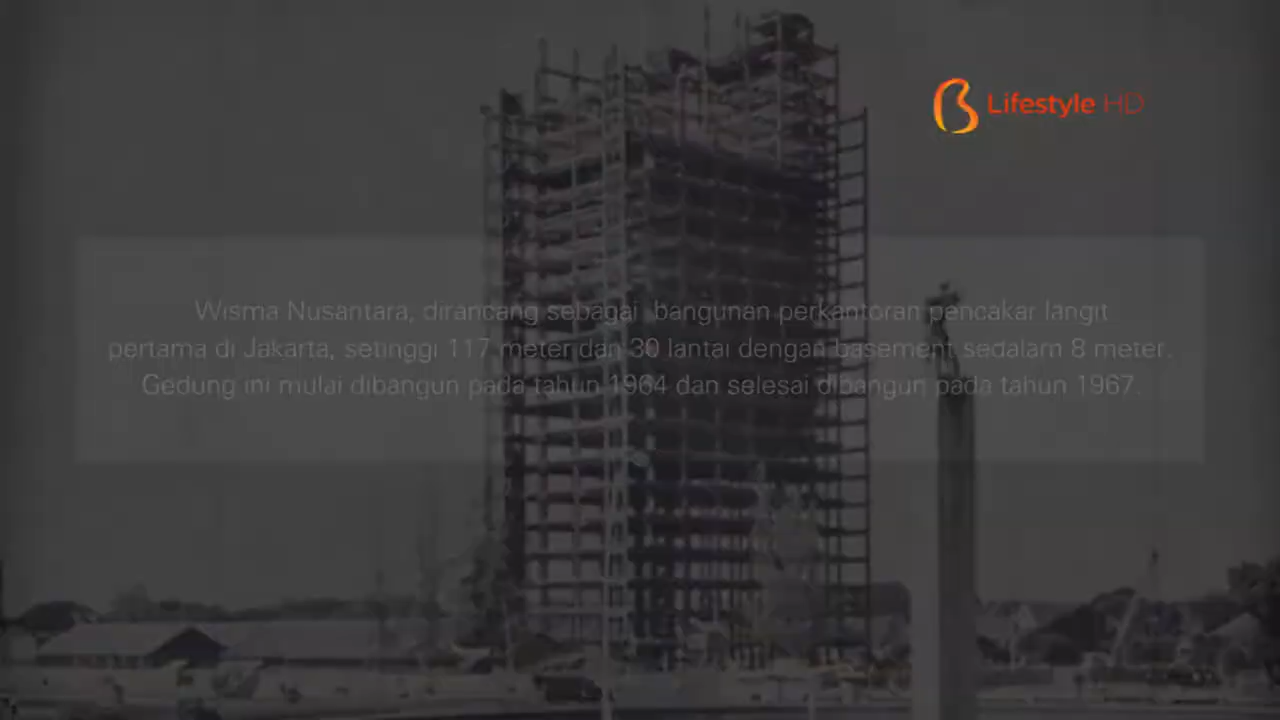 Lifestyle HD
Wisma Nusantara, dirancang sebagai bangunan perkantoran pencakar langit
pertama di Jakarta, setinggi 117 meter dan 30 lantai dengan basement sedalam 8 meter.
Gedung ini mulai dibangun pada tahun 1964 dan selesai dibangun pada tahun 1967.